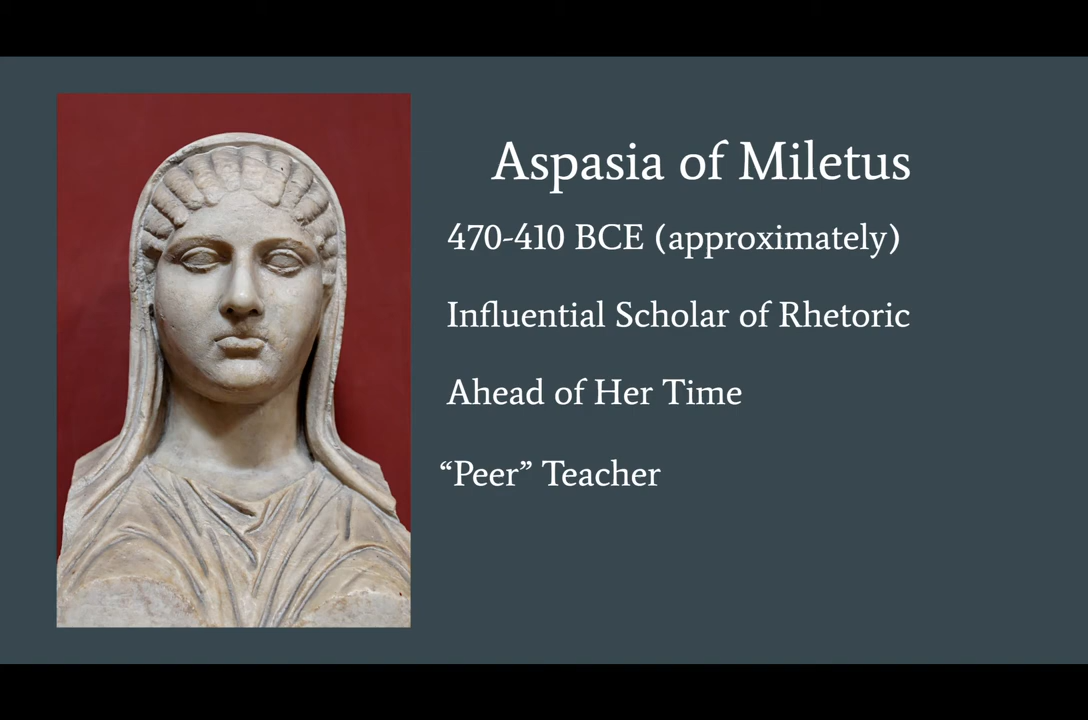 Aspasia of Miletus
470-410 BCE (approximately)
Influential Scholar of Rhetoric
Ahead of Her Time
“Peer” Teacher